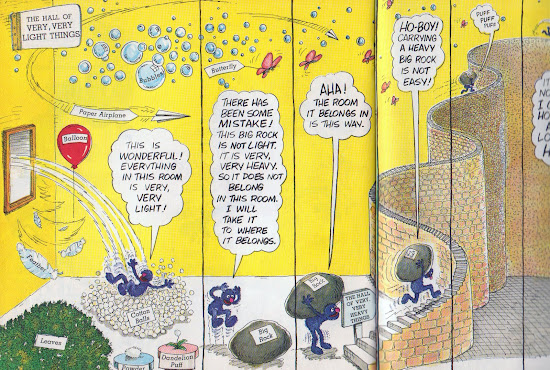 THE HALL OF
VERY, VERY
LIGHT THINGS
Bubbles
Butterfly
Paper Airplane
Balloon
Feather
THIS IS
WONDERFUL!
EVERYTHING
IN THIS ROOM
IS VERY,
VERY
LIGHT!
Cotton
Balls
Leaves
Powder
Dandelion
Puff
THERE HAS
BEEN SOME
MISTAKE!
THIS BIG ROCK
IS NOT LIGHT.
IT IS VERY,
VERY HEAVY.
SO IT DOES NOT
BELONG
IN THIS ROOM.
I WILL
TAKE IT
TO WHERE
IT BELONGS.
Big
Rock
AHA!
THE ROOM
IT BELONGS IN
IS THIS WAY.
Big
Rock
THE HALL
OF VERY,
VERY
HEAVY
THINGS
HO-BOY!
CARRYING
A HEAVY
BIG ROCK
IS NOT
EASY!
PUFF
PUFF
PUFF